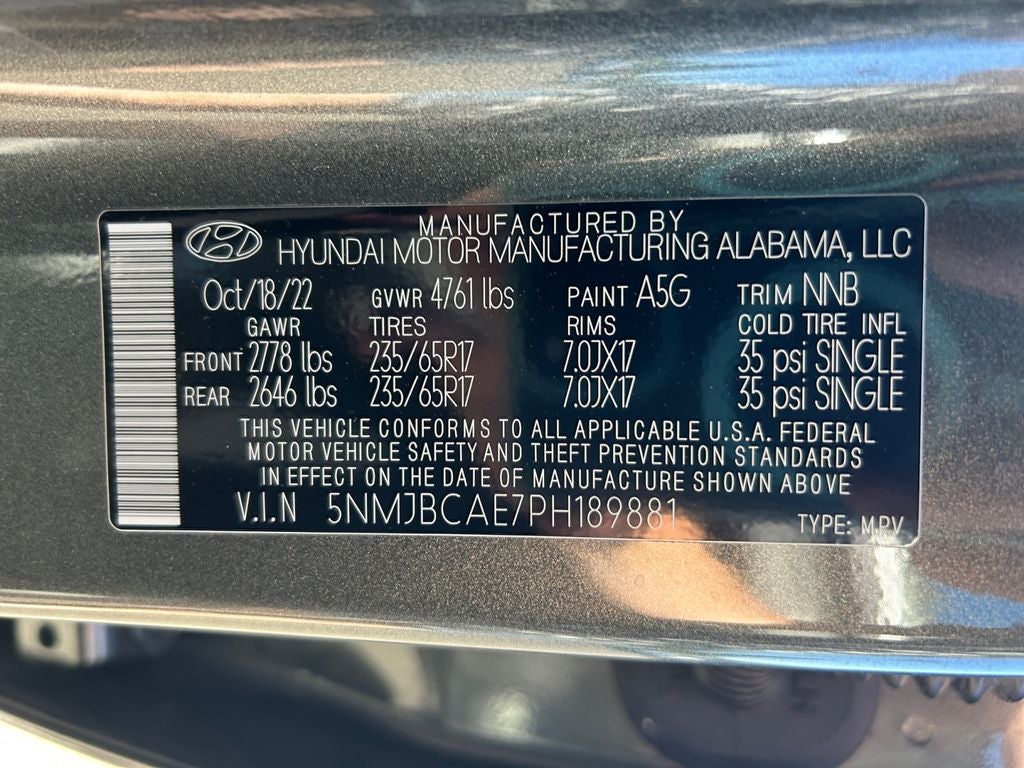 MANUFACTURED BY
HYUNDAI MOTOR MANUFACTURING ALABAMA, LLC
Oct/18/22 GVWR 4761 lbs PAINT A5G TRIM NNB
GAWR TIRES RIMS COLD TIRE INFL
FRONT 2778 lbs 235/65R17 7.0JX17 35 psi SINGLE
REAR 2646 lbs 235/65R17 7.0JX17 35 psi SINGLE
THIS VEHICLE CONFORMS TO ALL APPLICABLE U.S.A. FEDERAL
MOTOR VEHICLE SAFETY AND THEFT PREVENTION STANDARDS
IN EFFECT ON THE DATE OF MANUFACTURE SHOWN ABOVE
V.I.N 5NMJBCAE7PH189881 TYPE: MPV